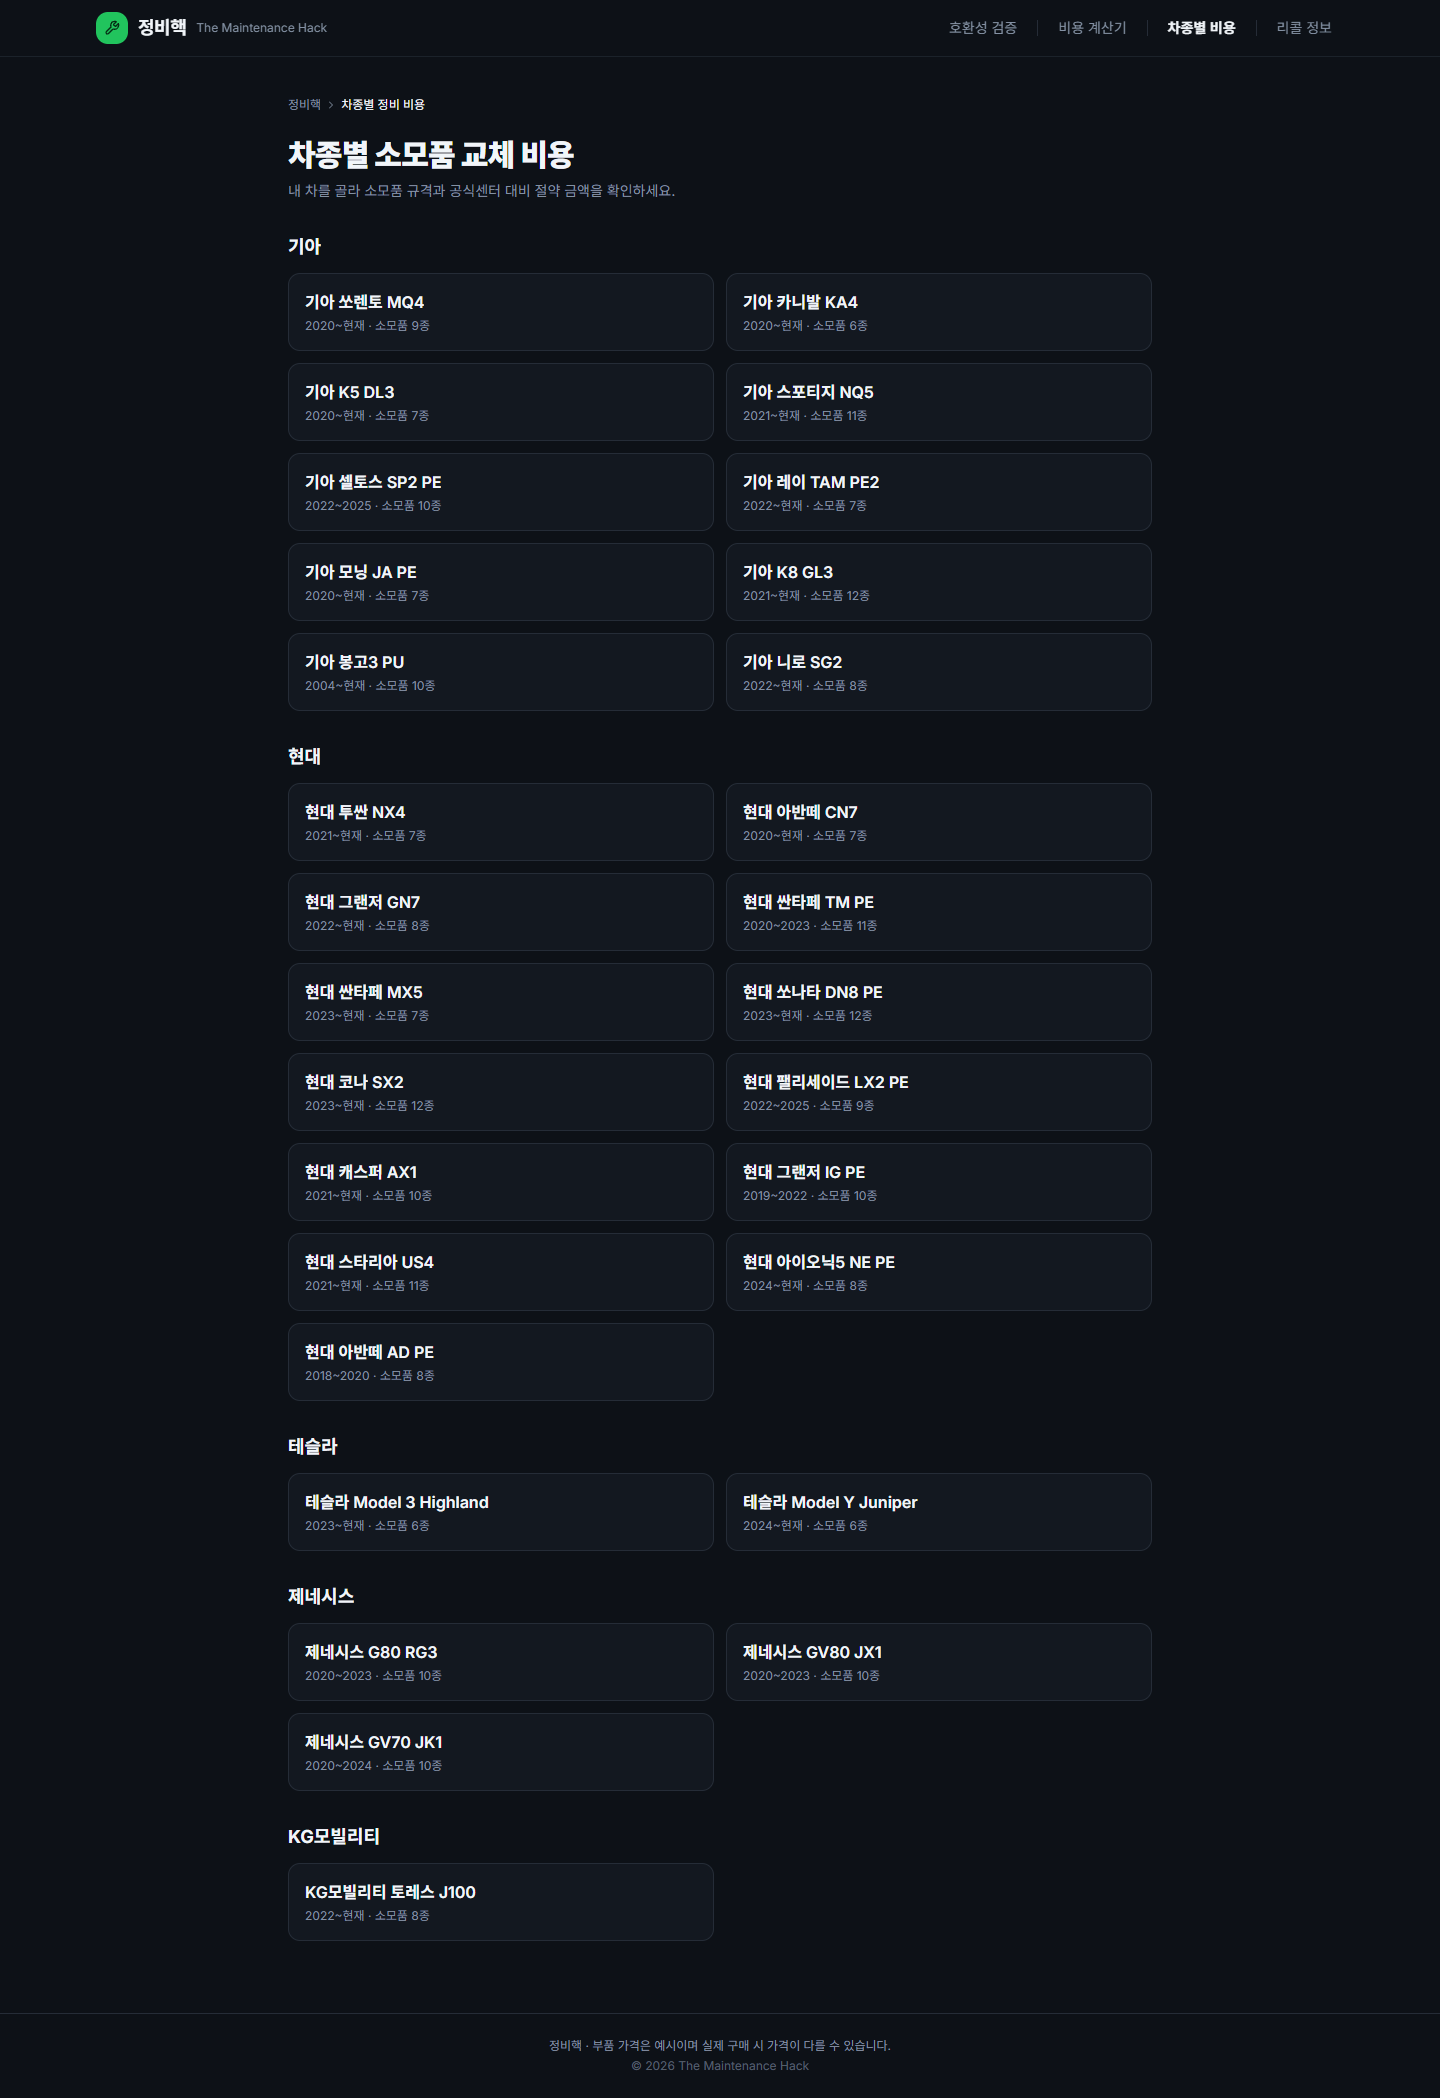 정비핵 The Maintenance Hack
호환성 검증
비용 계산기
차종별 비용
리콜 정보
정비핵 › 차종별 정비 비용
차종별 소모품 교체 비용
내 차를 골라 소모품 규격과 공식센터 대비 절약 금액을 확인하세요.
기아
기아 쏘렌토 MQ4
2020~현재 · 소모품 9종
기아 카니발 KA4
2020~현재 · 소모품 6종
기아 K5 DL3
2020~현재 · 소모품 7종
기아 스포티지 NQ5
2021~현재 · 소모품 11종
기아 셀토스 SP2 PE
2022~2025 · 소모품 10종
기아 레이 TAM PE2
2022~현재 · 소모품 7종
기아 모닝 JA PE
2020~현재 · 소모품 7종
기아 K8 GL3
2021~현재 · 소모품 12종
기아 봉고3 PU
2004~현재 · 소모품 10종
기아 니로 SG2
2022~현재 · 소모품 8종
현대
현대 투싼 NX4
2021~현재 · 소모품 7종
현대 아반떼 CN7
2020~현재 · 소모품 7종
현대 그랜저 GN7
2022~현재 · 소모품 8종
현대 싼타페 TM PE
2020~2023 · 소모품 11종
현대 싼타페 MX5
2023~현재 · 소모품 7종
현대 쏘나타 DN8 PE
2023~현재 · 소모품 12종
현대 코나 SX2
2023~현재 · 소모품 12종
현대 팰리세이드 LX2 PE
2022~2025 · 소모품 9종
현대 캐스퍼 AX1
2021~현재 · 소모품 10종
현대 그랜저 IG PE
2019~2022 · 소모품 10종
현대 스타리아 US4
2021~현재 · 소모품 11종
현대 아이오닉5 NE PE
2024~현재 · 소모품 8종
현대 아반떼 AD PE
2018~2020 · 소모품 8종
테슬라
테슬라 Model 3 Highland
2023~현재 · 소모품 6종
테슬라 Model Y Juniper
2024~현재 · 소모품 6종
제네시스
제네시스 G80 RG3
2020~2023 · 소모품 10종
제네시스 GV80 JX1
2020~2023 · 소모품 10종
제네시스 GV70 JK1
2020~2024 · 소모품 10종
KG모빌리티
KG모빌리티 토레스 J100
2022~현재 · 소모품 8종
정비핵 · 부품 가격은 예시이며 실제 구매 시 가격이 다를 수 있습니다.
© 2026 The Maintenance Hack